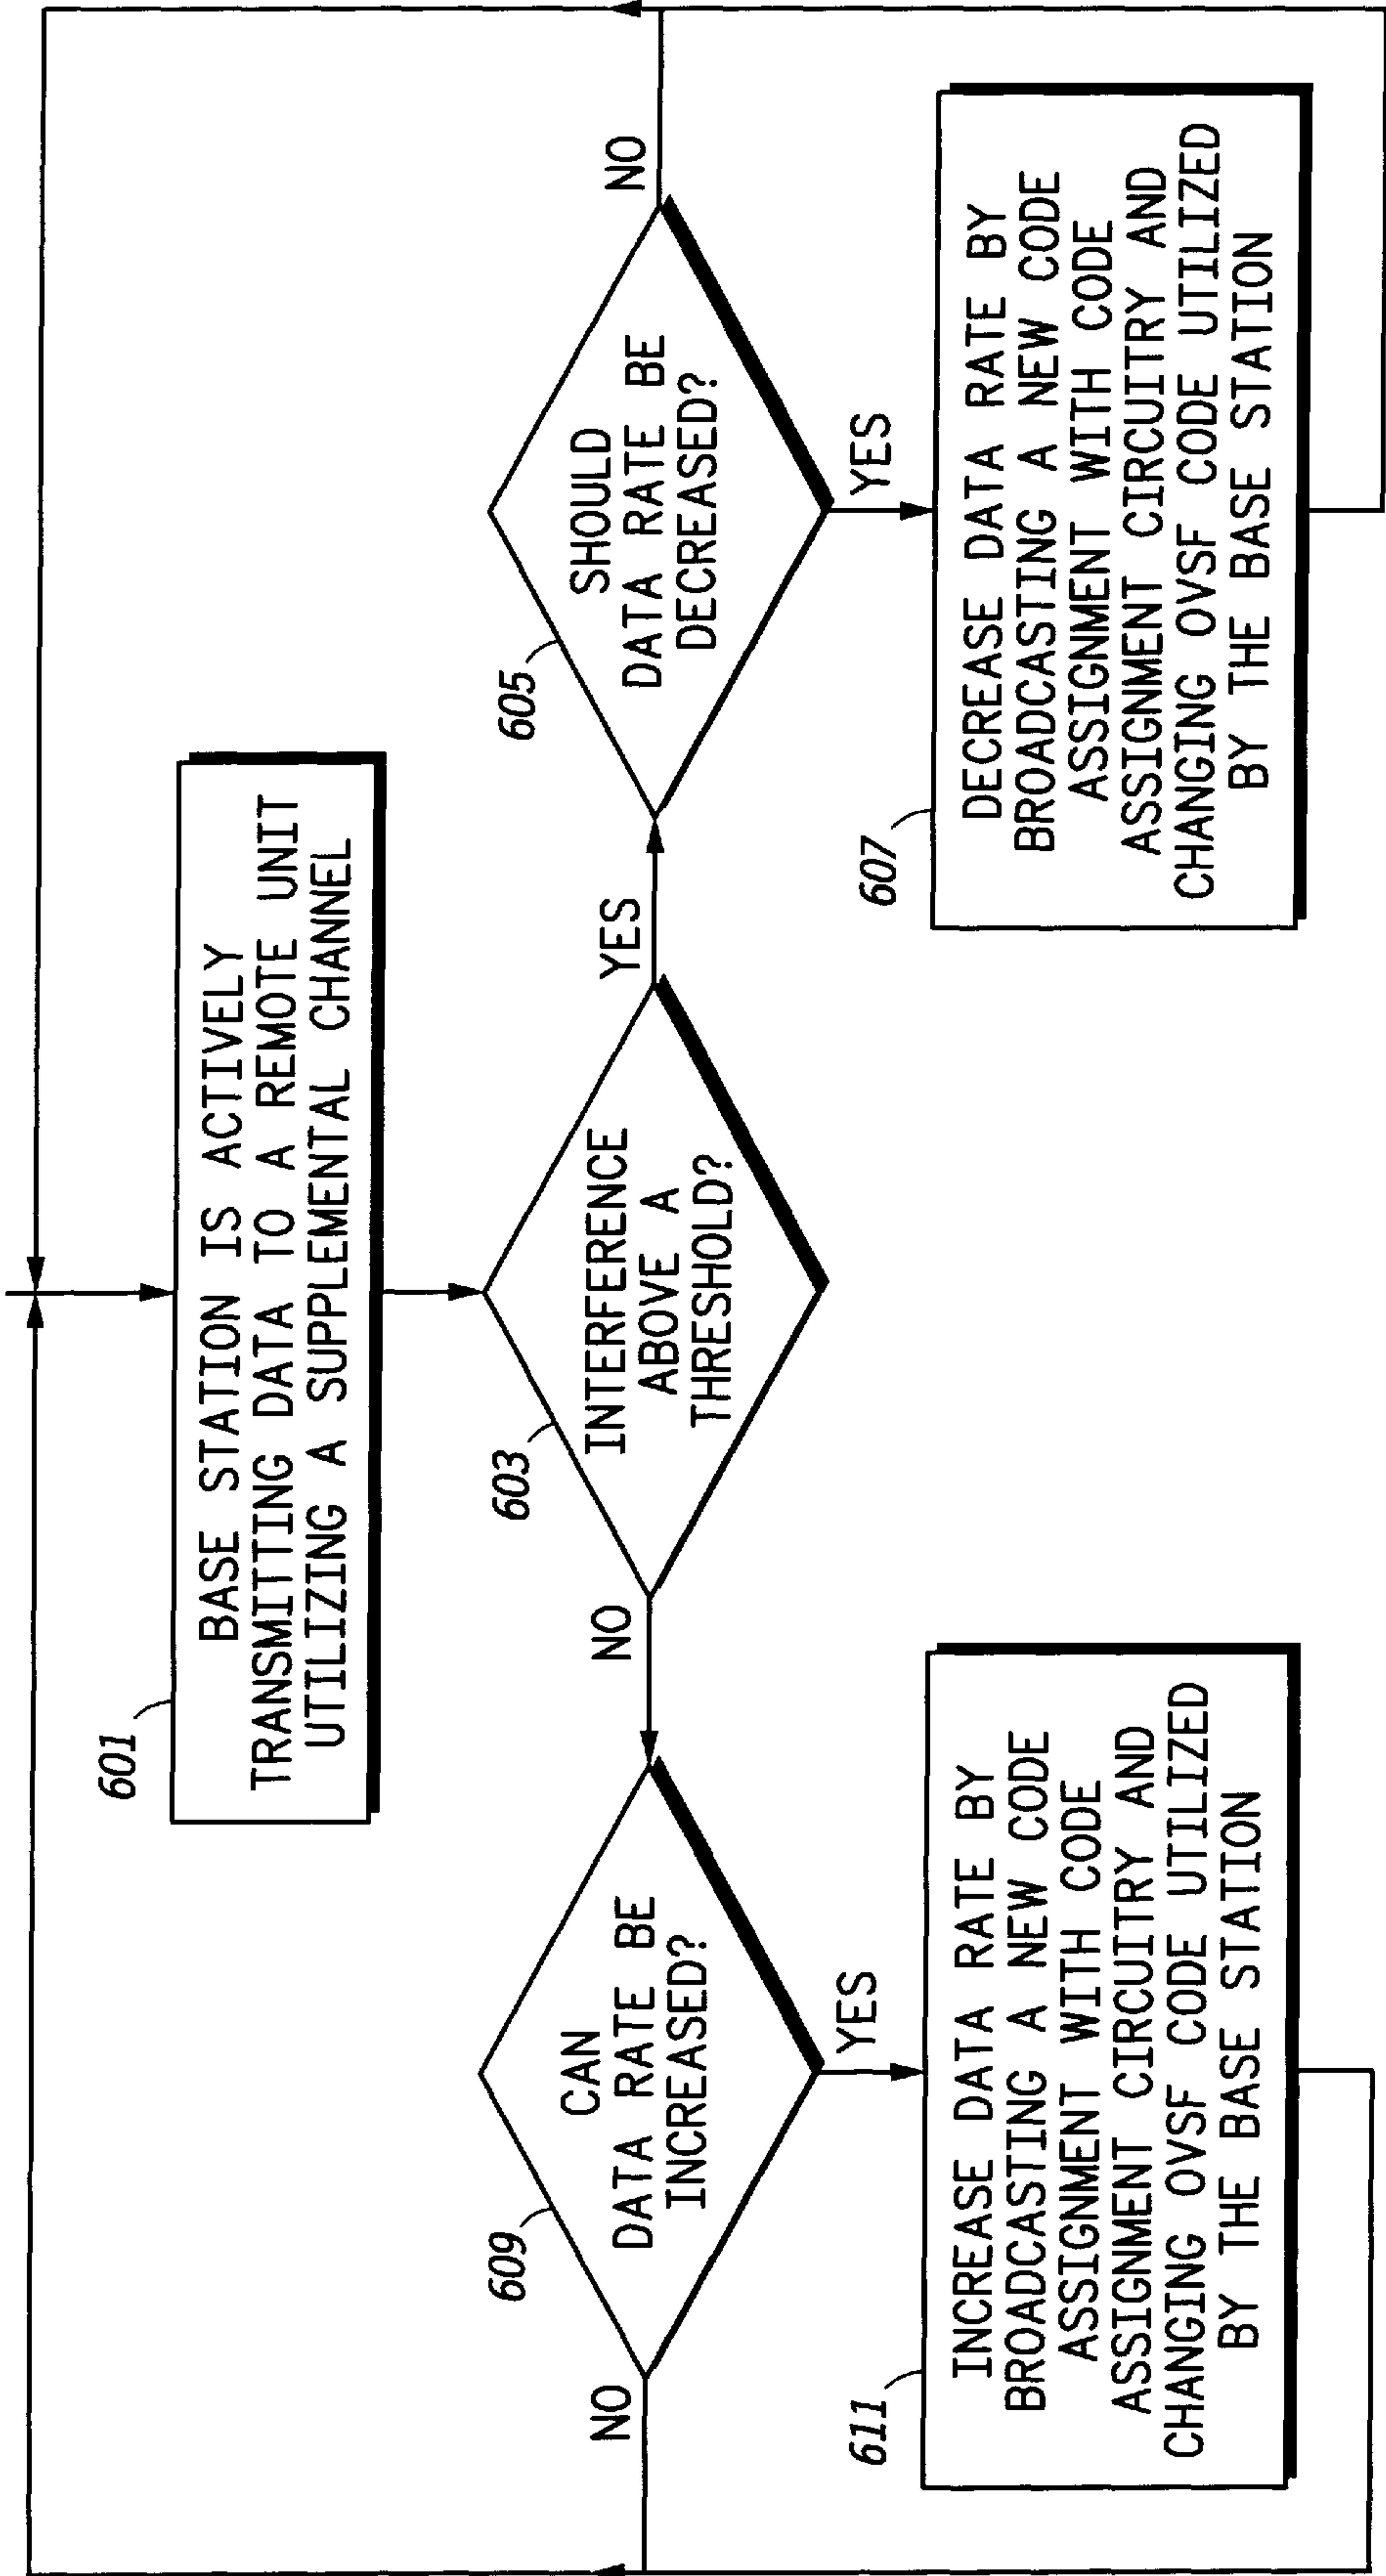 601
BASE STATION IS ACTIVELY
TRANSMITTING DATA TO A REMOTE UNIT
UTILIZING A SUPPLEMENTAL CHANNEL
603
INTERFERENCE
ABOVE A
THRESHOLD?
NO
YES
609
CAN
DATA RATE BE
INCREASED?
NO
YES
605
SHOULD
DATA RATE BE
DECREASED?
NO
YES
611
INCREASE DATA RATE BY
BROADCASTING A NEW CODE
ASSIGNMENT WITH CODE
ASSIGNMENT CIRCUITRY AND
CHANGING OVSF CODE UTILIZED
BY THE BASE STATION
607
DECREASE DATA RATE BY
BROADCASTING A NEW CODE
ASSIGNMENT WITH CODE
ASSIGNMENT CIRCUITRY AND
CHANGING OVSF CODE UTILIZED
BY THE BASE STATION